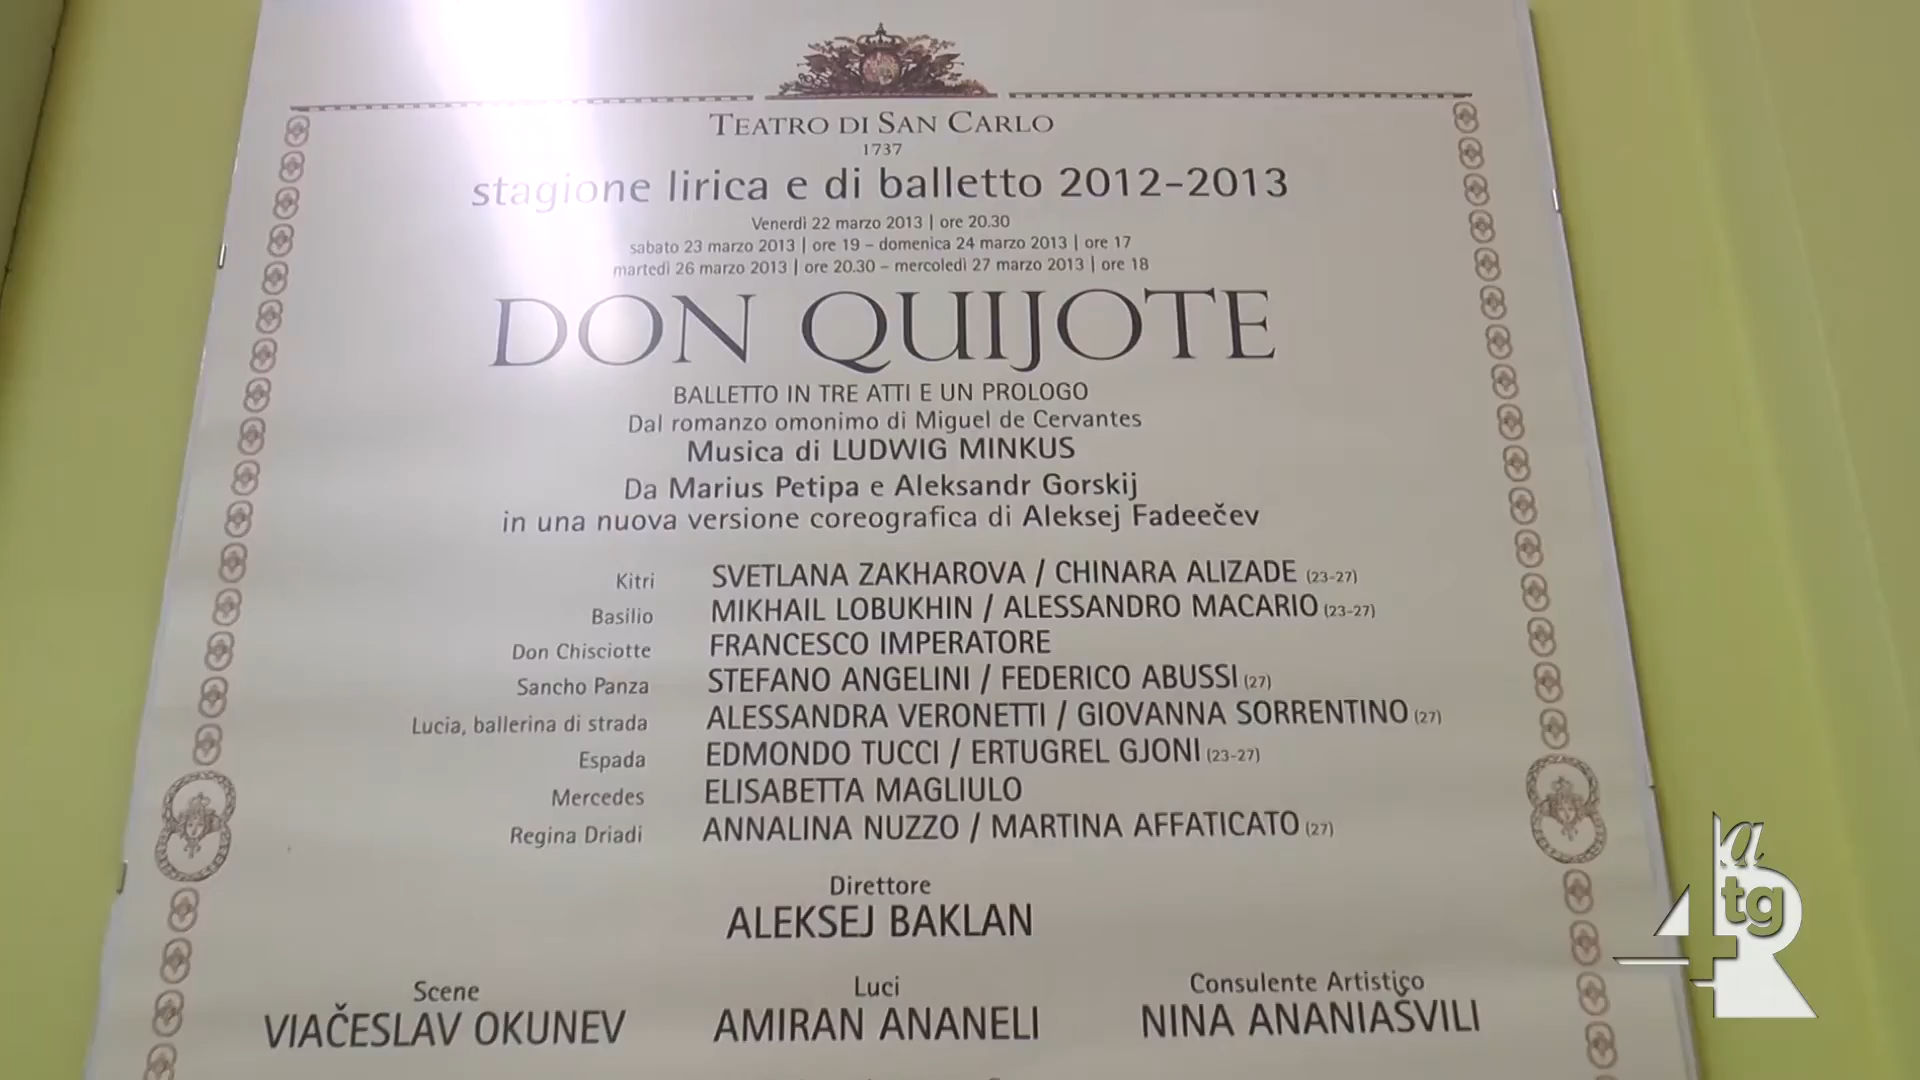 TEATRO DI SAN CARLO
1737
stagione lirica e di balletto 2012-2013
Venerdì 22 marzo 2013 | ore 20.30
sabato 23 marzo 2013 | ore 19 – domenica 24 marzo 2013 | ore 17
martedì 26 marzo 2013 | ore 20.30 – mercoledì 27 marzo 2013 | ore 18
DON QUIJOTE
BALLETTO IN TRE ATTI E UN PROLOGO
Dal romanzo omonimo di Miguel de Cervantes
Musica di LUDWIG MINKUS
Da Marius Petipa e Aleksandr Gorskij
in una nuova versione coreografica di Aleksej Fadeečev
Kitri SVETLANA ZAKHAROVA / CHINARA ALIZADE (23-27)
Basilio MIKHAIL LOBUKHIN / ALESSANDRO MACARIO (23-27)
Don Chisciotte FRANCESCO IMPERATORE
Sancho Panza STEFANO ANGELINI / FEDERICO ABUSSI (27)
Lucia, ballerina di strada ALESSANDRA VERONETTI / GIOVANNA SORRENTINO (27)
Espada EDMONDO TUCCI / ERTUGREL GJONI (23-27)
Mercedes ELISABETTA MAGLIULO
Regina Driadi ANNALINA NUZZO / MARTINA AFFATICATO (27)
Direttore
ALEKSEJ BAKLAN
Scene Luci Consulente Artistico
VIAČESLAV OKUNEV AMIRAN ANANELI NINA ANANIAŠVILI
la
tg
4R